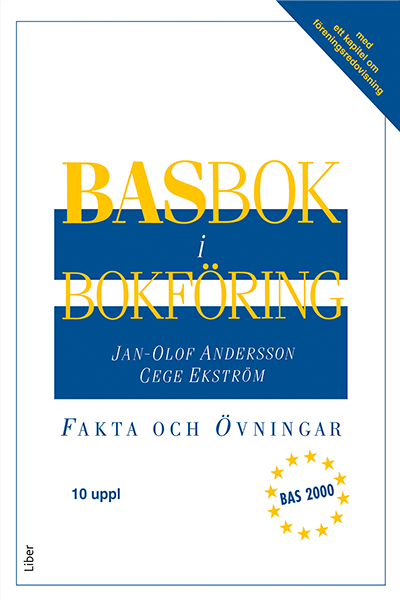 med
ett kapitel om
föreningsredovisning
BASBOK
i
BOKFÖRING
JAN-OLOF ANDERSSON
CEGE EKSTRÖM
FAKTA OCH ÖVNINGAR
10 uppl
BAS 2000
Liber